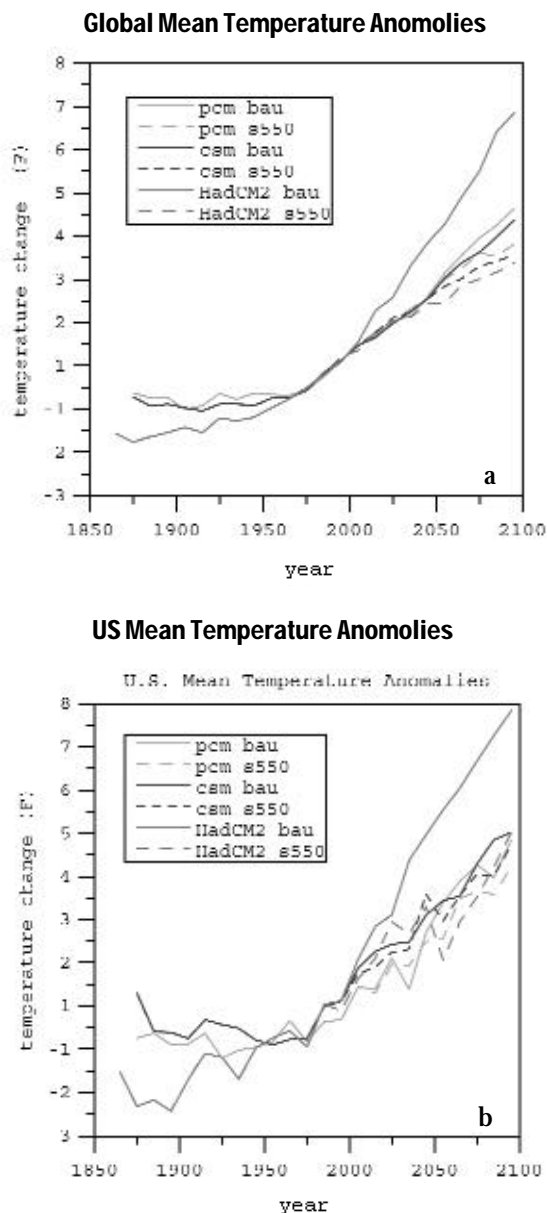 Global Mean Temperature Anomolies
8
7
6
5
4
3
2
1
-1
2
-3
temperature change (F)
pcm bau
pcm s550
csm bau
csm s550
HadCM2 bau
HadCM2 s550
a
1850 1900 1950 2000 2050 2100
year
US Mean Temperature Anomolies
U.S. Mean Temperature Anomalies
8
7
6
5
4
3
2
1
-1
-2
3
temperature change (F)
pcm bau
pcm s550
csm bau
csm s550
HadCM2 bau
HadCM2 s550
b
1850 1900 1950 2000 2050 2100
year